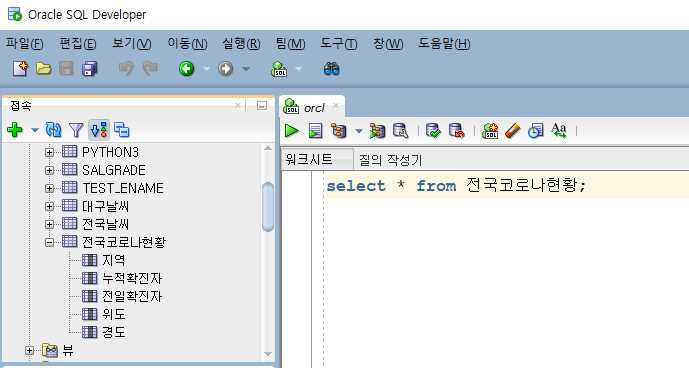 Oracle SQL Developer
파일(F) 편집(E) 보기(V) 이동(N) 실행(R) 팀(M) 도구(T) 창(W) 도움말(H)
접속
PYTHON3
SALGRADE
TEST_ENAME
대구날씨
전국날씨
전국코로나현황
지역
누적확진자
전일확진자
위도
경도
뷰
orcl
워크시트 질의 작성기
select * from 전국코로나현황;